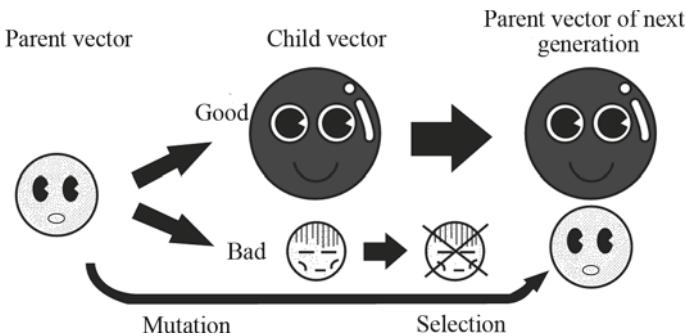 Parent vector
Child vector
Parent vector of next
generation
Good
Bad
Mutation
Selection